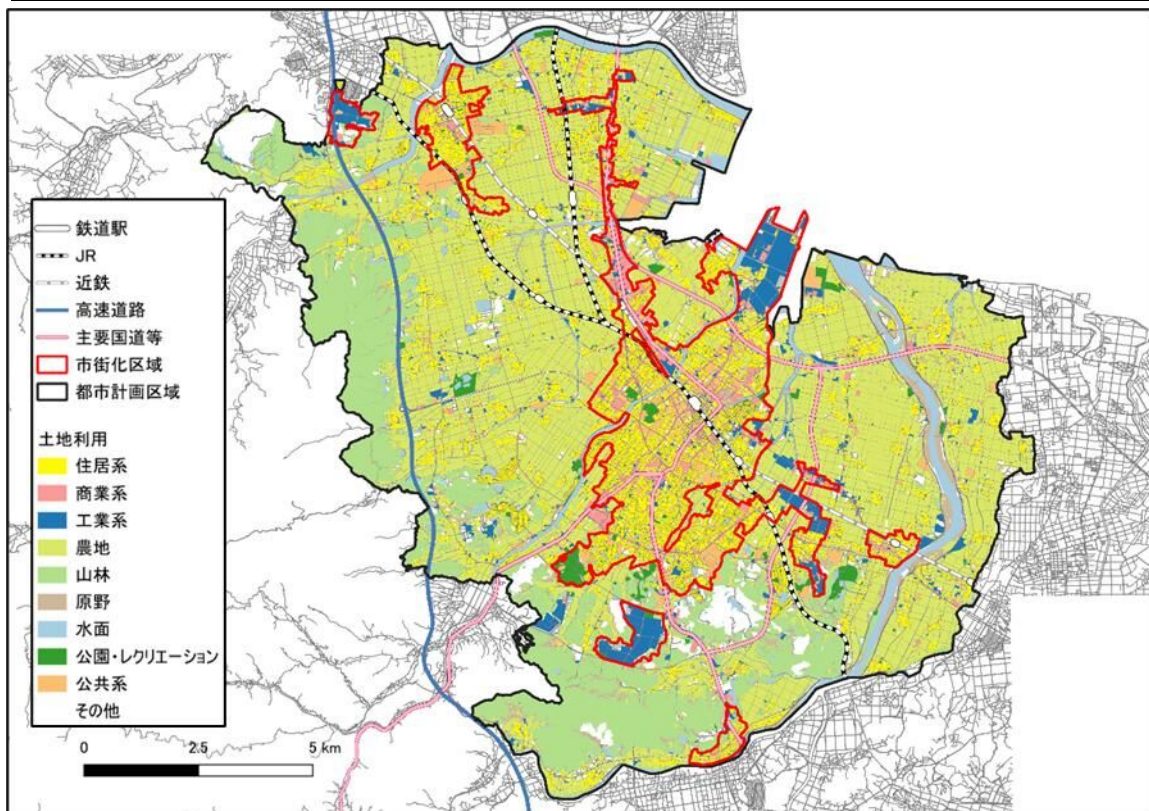 鉄道駅
JR
近鉄
高速道路
主要国道等
市街化区域
都市計画区域
土地利用
住居系
商業系
工業系
農地
山林
原野
水面
公園・レクリエーション
公共系
その他
0 2.5 5 km